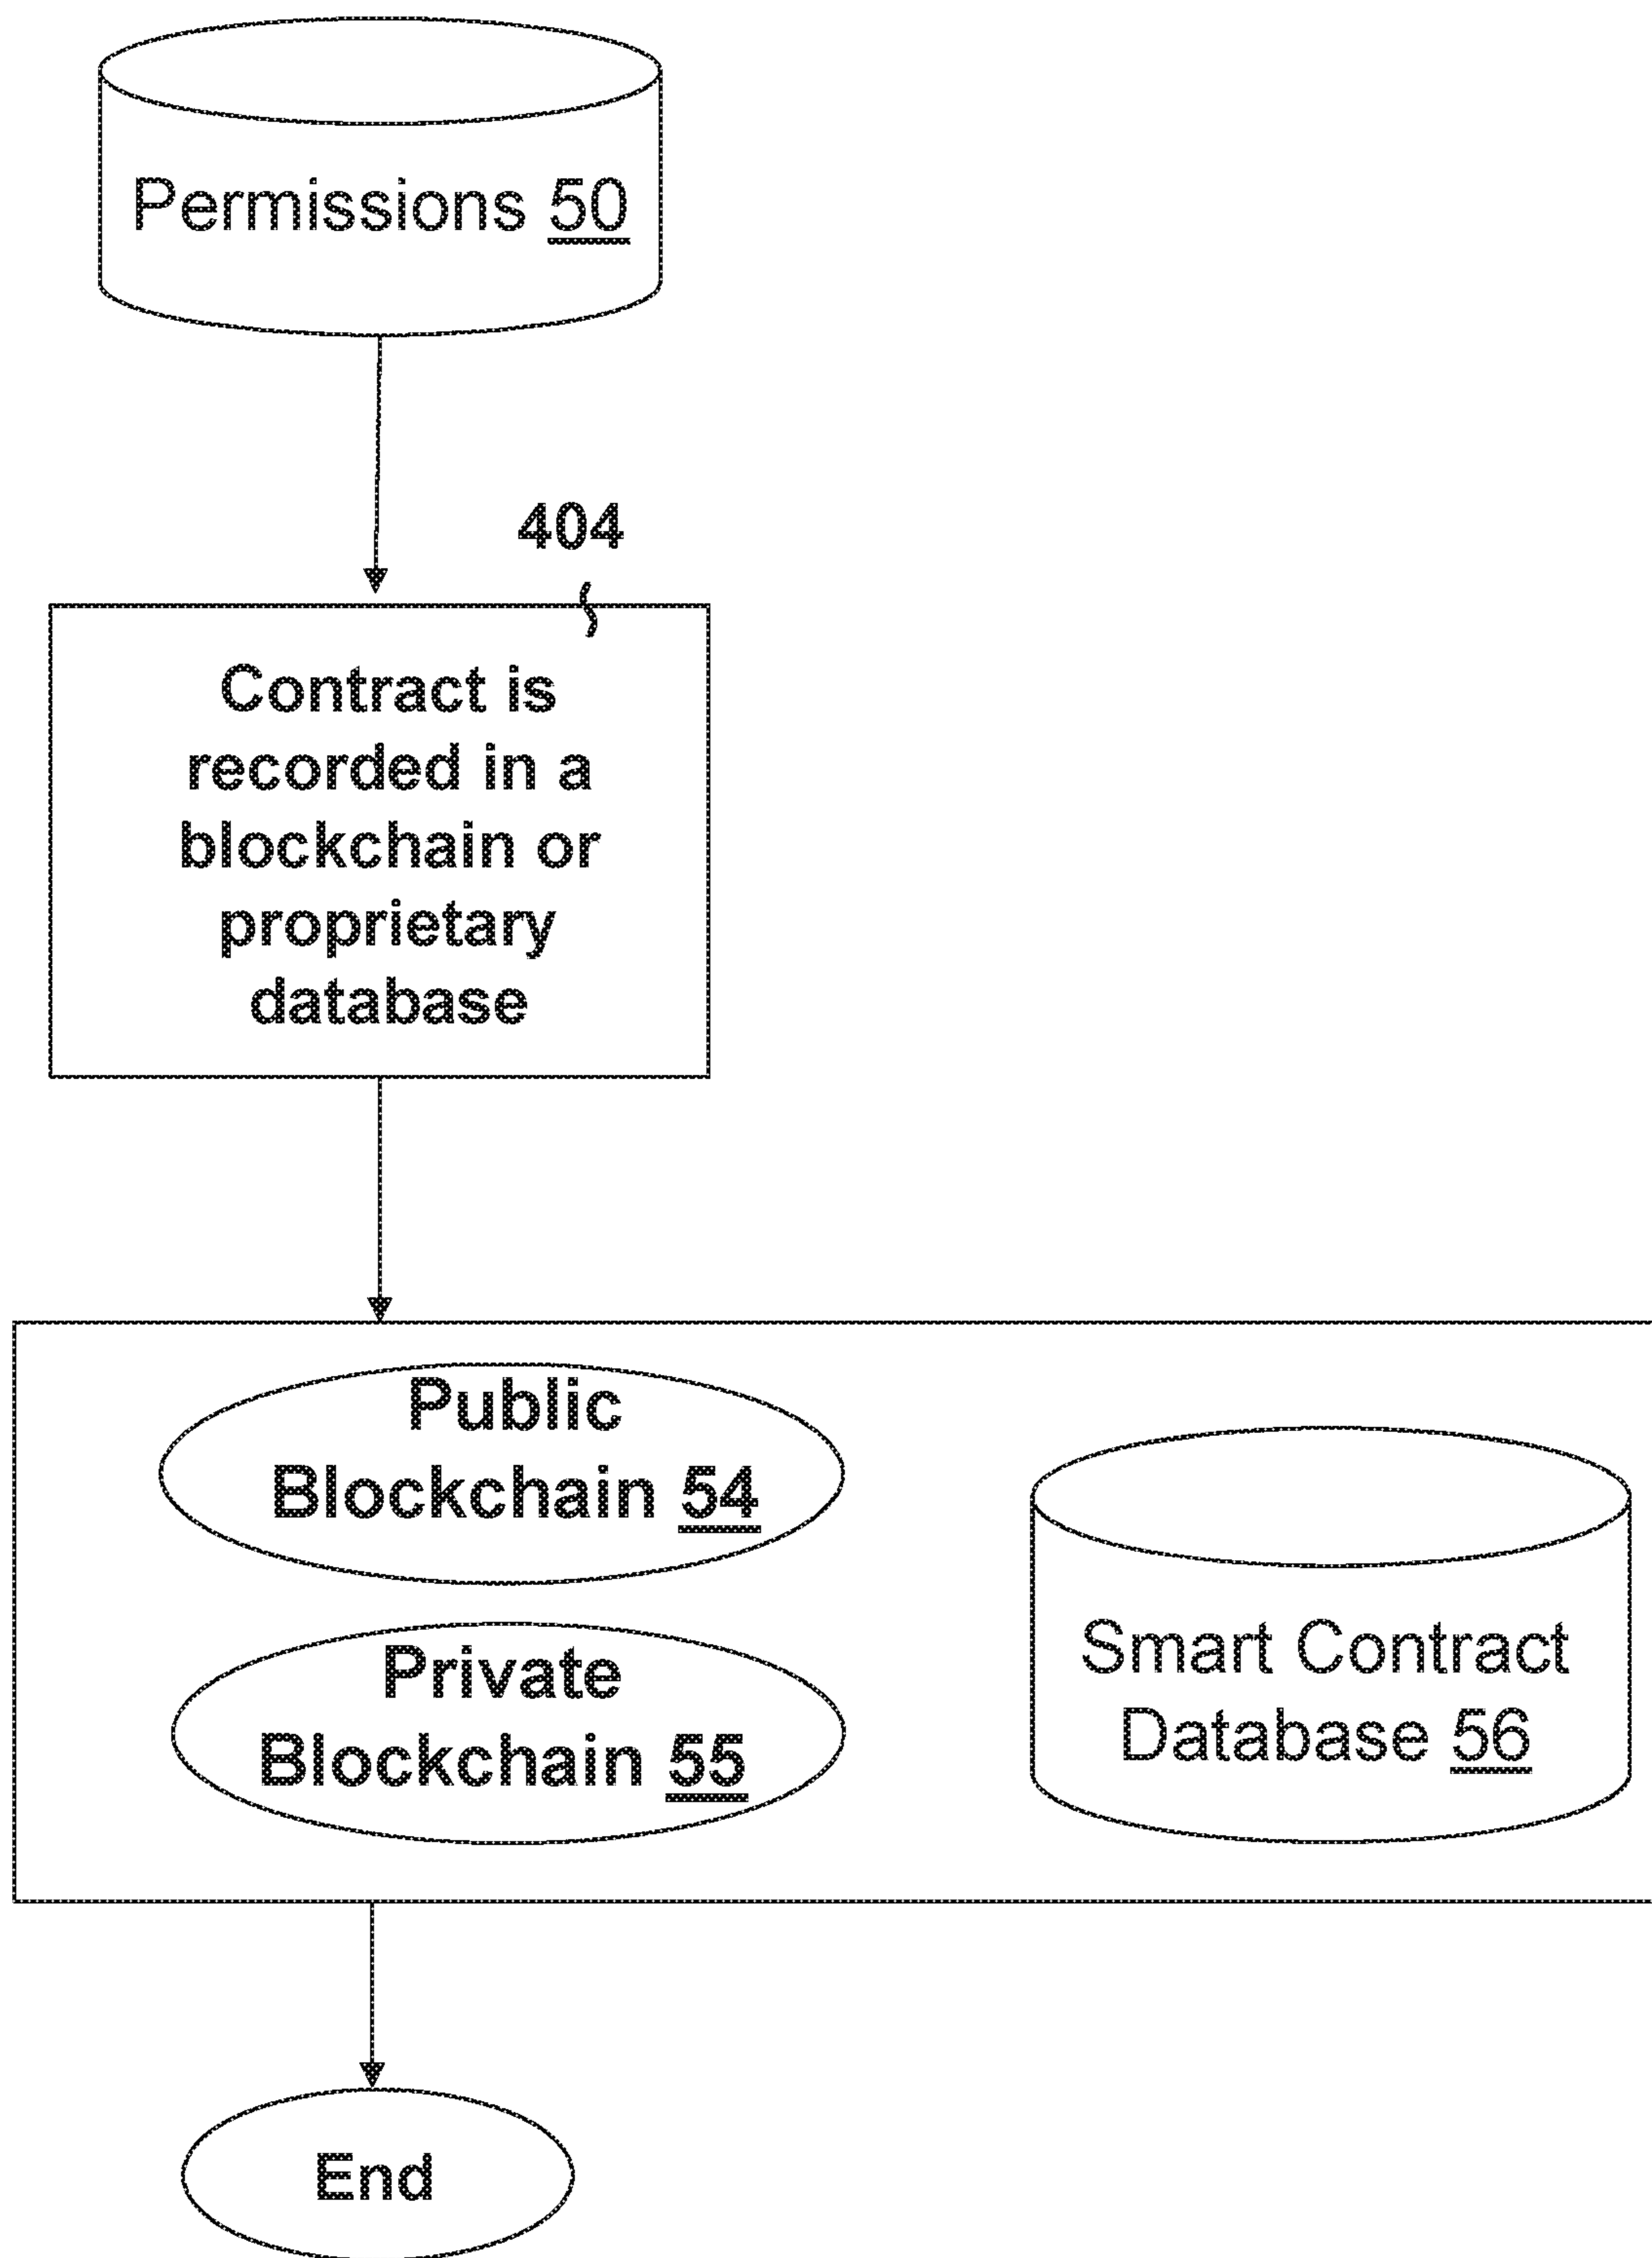 Permissions 50
404
Contract is
recorded in a
blockchain or
proprietary
database
Public
Blockchain 54
Private
Blockchain 55
Smart Contract
Database 56
End